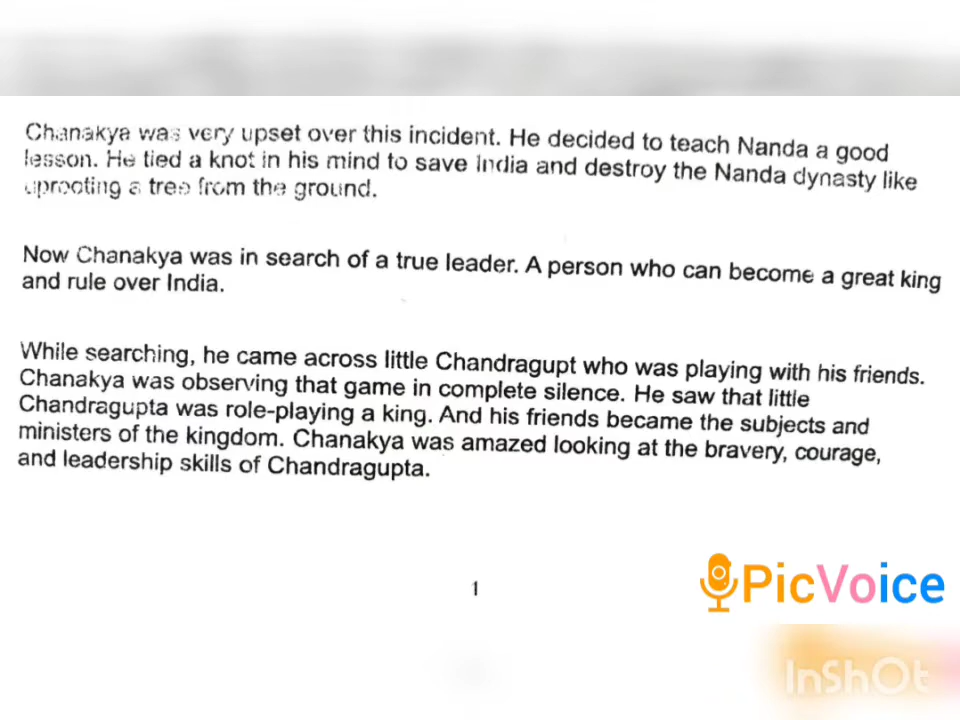 Chanakya was very upset over this incident. He decided to teach Nanda a good
lesson. He tied a knot in his mind to save India and destroy the Nanda dynasty like
uprooting a tree from the ground.
Now Chanakya was in search of a true leader. A person who can become a great king
and rule over India.
While searching, he came across little Chandragupt who was playing with his friends.
Chanakya was observing that game in complete silence. He saw that little
Chandragupta was role-playing a king. And his friends became the subjects and
ministers of the kingdom. Chanakya was amazed looking at the bravery, courage,
and leadership skills of Chandragupta.
1
PicVoice
InShOt